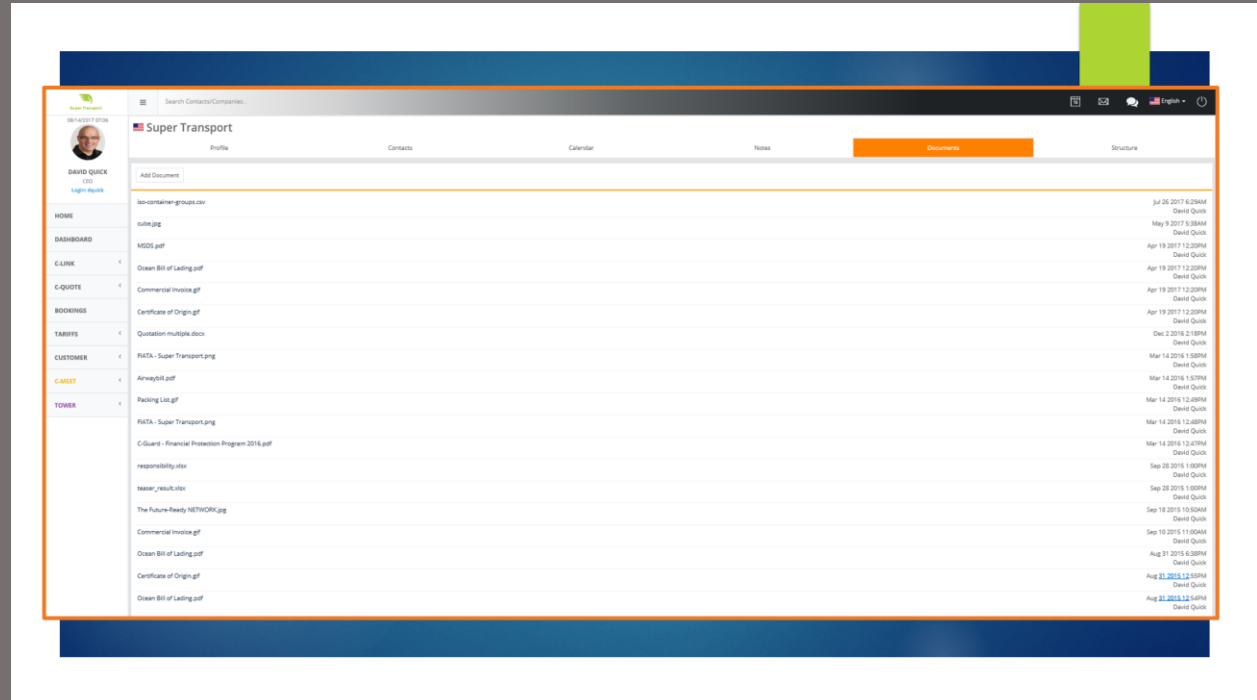 Super Transport
Search Contacts/Companies..
English
08/14/2017 07:06
Super Transport
Profile
Contacts
Calendar
Notes
Documents
Structure
DAVID QUICK
CEO
Login: dquick
Add Document
HOME
DASHBOARD
C-LINK
C-QUOTE
BOOKINGS
TARIFFS
CUSTOMER
C-MEET
TOWER
iso-container-groups.csv
Jul 26 2017 6:29AM
David Quick
cube.jpg
May 9 2017 5:38AM
David Quick
MSDS.pdf
Apr 19 2017 12:20PM
David Quick
Ocean Bill of Lading.pdf
Apr 19 2017 12:20PM
David Quick
Commercial Invoice.gif
Apr 19 2017 12:20PM
David Quick
Certificate of Origin.gif
Apr 19 2017 12:20PM
David Quick
Quotation multiple.docx
Dec 2 2016 2:18PM
David Quick
FIATA - Super Transport.png
Mar 14 2016 1:58PM
David Quick
Airwaybill.pdf
Mar 14 2016 1:57PM
David Quick
Packing List.gif
Mar 14 2016 12:49PM
David Quick
FIATA - Super Transport.png
Mar 14 2016 12:48PM
David Quick
C-Guard - Financial Protection Program 2016.pdf
Mar 14 2016 12:47PM
David Quick
responsibility.xlsx
Sep 28 2015 1:00PM
David Quick
teaser_result.xlsx
Sep 28 2015 1:00PM
David Quick
The Future-Ready NETWORK.jpg
Sep 18 2015 10:50AM
David Quick
Commercial Invoice.gif
Sep 10 2015 11:00AM
David Quick
Ocean Bill of Lading.pdf
Aug 31 2015 6:38PM
David Quick
Certificate of Origin.gif
Aug 31 2015 12:55PM
David Quick
Ocean Bill of Lading.pdf
Aug 31 2015 12:54PM
David Quick